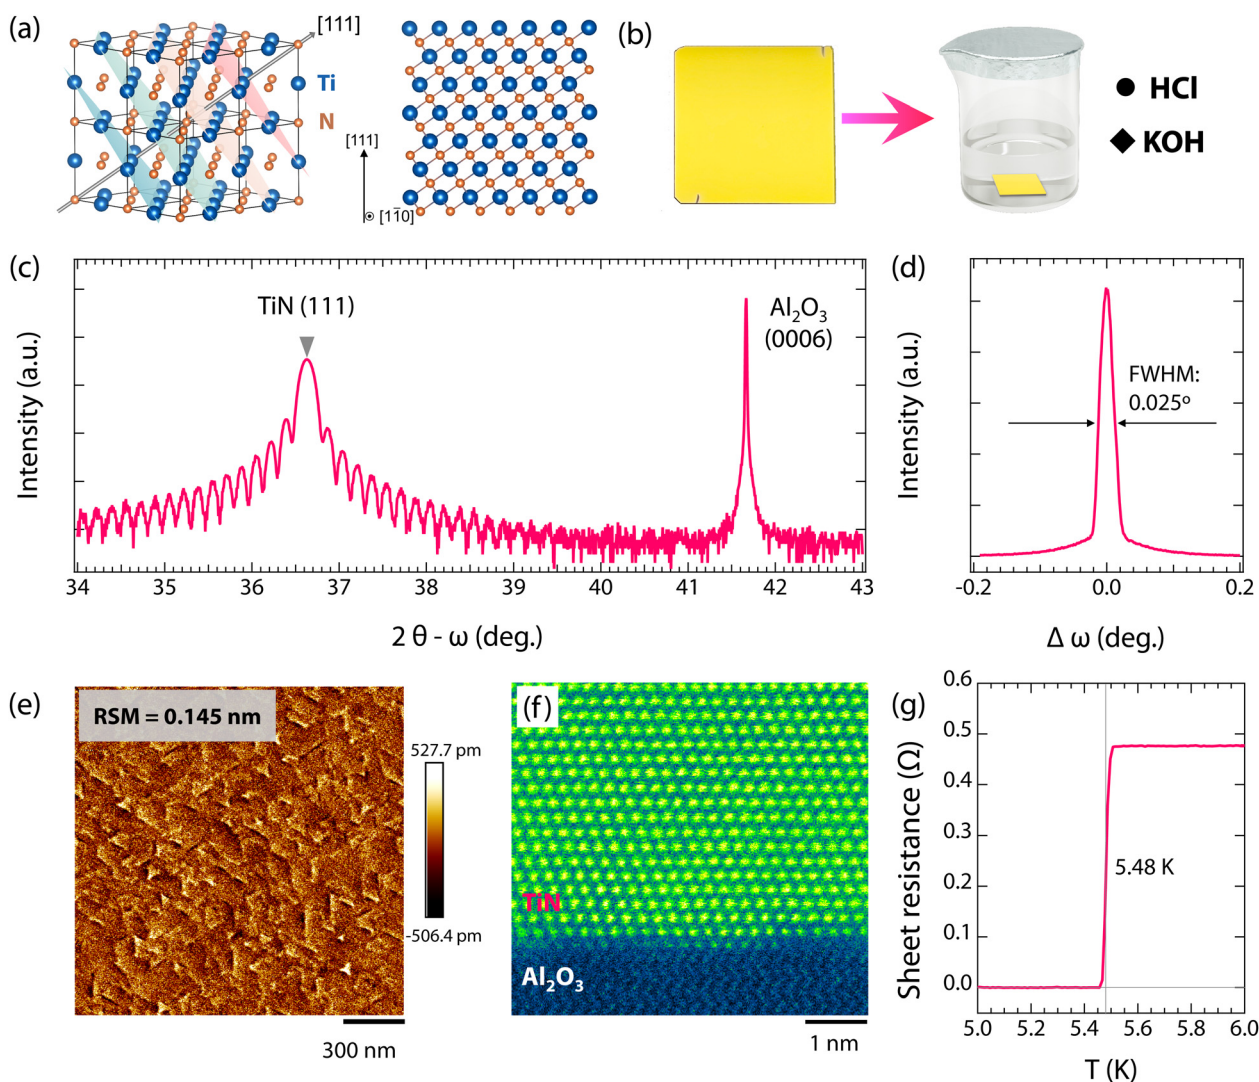 (a)
[111]
Ti
N
[111]
[11̅0]
(b)
HCl
KOH
(c)
TiN (111)
Al₂O₃
(0006)
Intensity (a.u.)
34
35
36
37
38
39
40
41
42
43
2 θ - ω (deg.)
(d)
FWHM:
0.025º
Intensity (a.u.)
-0.2
0.0
0.2
Δ ω (deg.)
(e)
RSM = 0.145 nm
527.7 pm
-506.4 pm
300 nm
(f)
TiN
Al₂O₃
1 nm
(g)
0.6
0.5
0.4
0.3
0.2
0.1
0.0
Sheet resistance (Ω)
5.48 K
5.0
5.2
5.4
5.6
5.8
6.0
T (K)